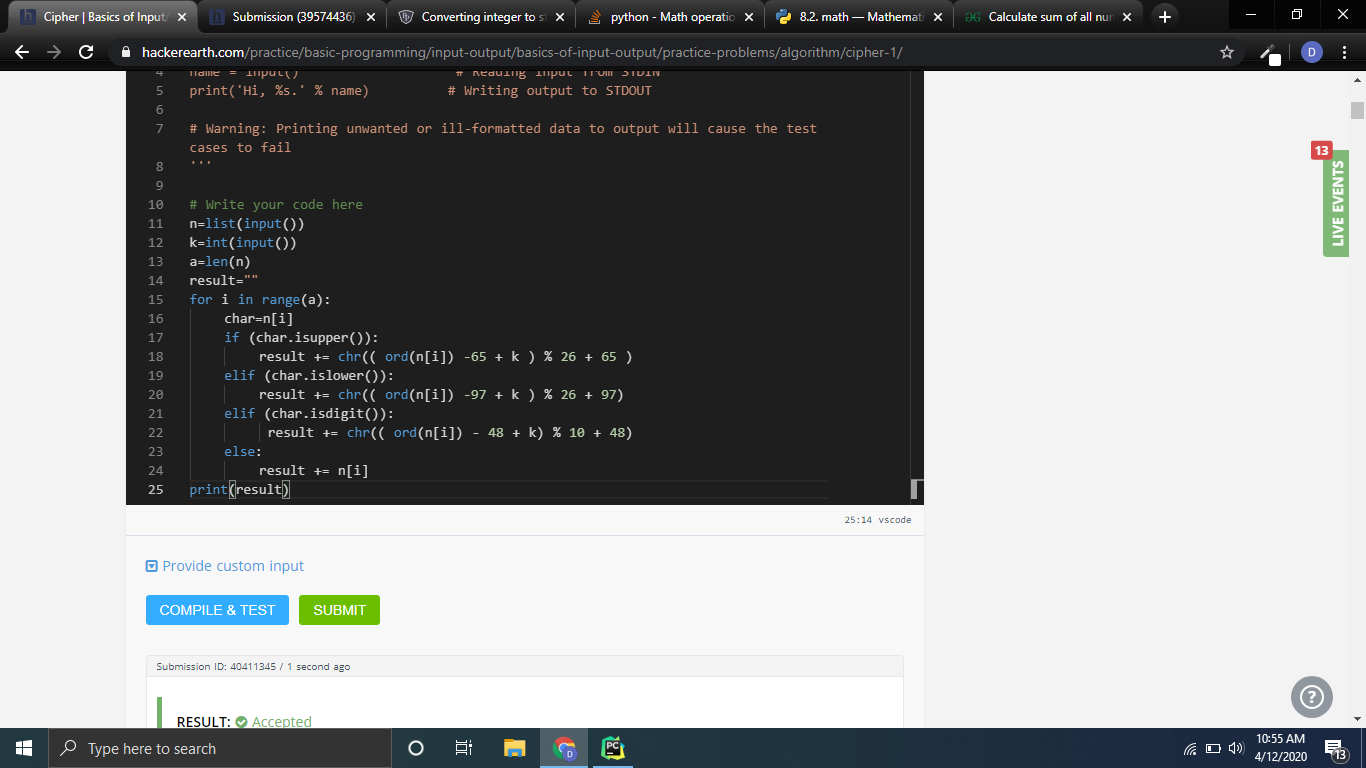 Cipher | Basics of Input/
Submission (39574436)
Converting integer to st
python - Math operatio
8.2. math — Mathemat
GG Calculate sum of all nun
hackerearth.com/practice/basic-programming/input-output/basics-of-input-output/practice-problems/algorithm/cipher-1/
D
4 name = input() # Reading input from STDIN
5 print('Hi, %s.' % name) # Writing output to STDOUT
6
7 # Warning: Printing unwanted or ill-formatted data to output will cause the test
cases to fail
8 '''
9
10 # Write your code here
11 n=list(input())
12 k=int(input())
13 a=len(n)
14 result=""
15 for i in range(a):
16 char=n[i]
17 if (char.isupper()):
18 result += chr(( ord(n[i]) -65 + k ) % 26 + 65 )
19 elif (char.islower()):
20 result += chr(( ord(n[i]) -97 + k ) % 26 + 97)
21 elif (char.isdigit()):
22 result += chr(( ord(n[i]) - 48 + k) % 10 + 48)
23 else:
24 result += n[i]
25 print(result)
25:14 vscode
13
LIVE EVENTS
Provide custom input
COMPILE & TEST SUBMIT
Submission ID: 40411345 / 1 second ago
RESULT: Accepted
?
Type here to search
D
PC
10:55 AM
4/12/2020
13